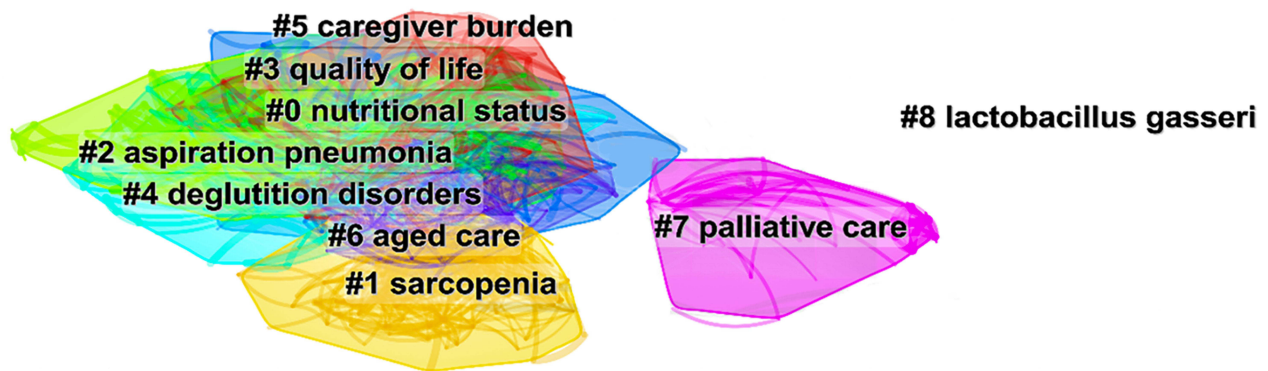 #5 caregiver burden
#3 quality of life
#0 nutritional status
#8 lactobacillus gasseri
#2 aspiration pneumonia
#4 deglutition disorders
#7 palliative care
#6 aged care
#1 sarcopenia